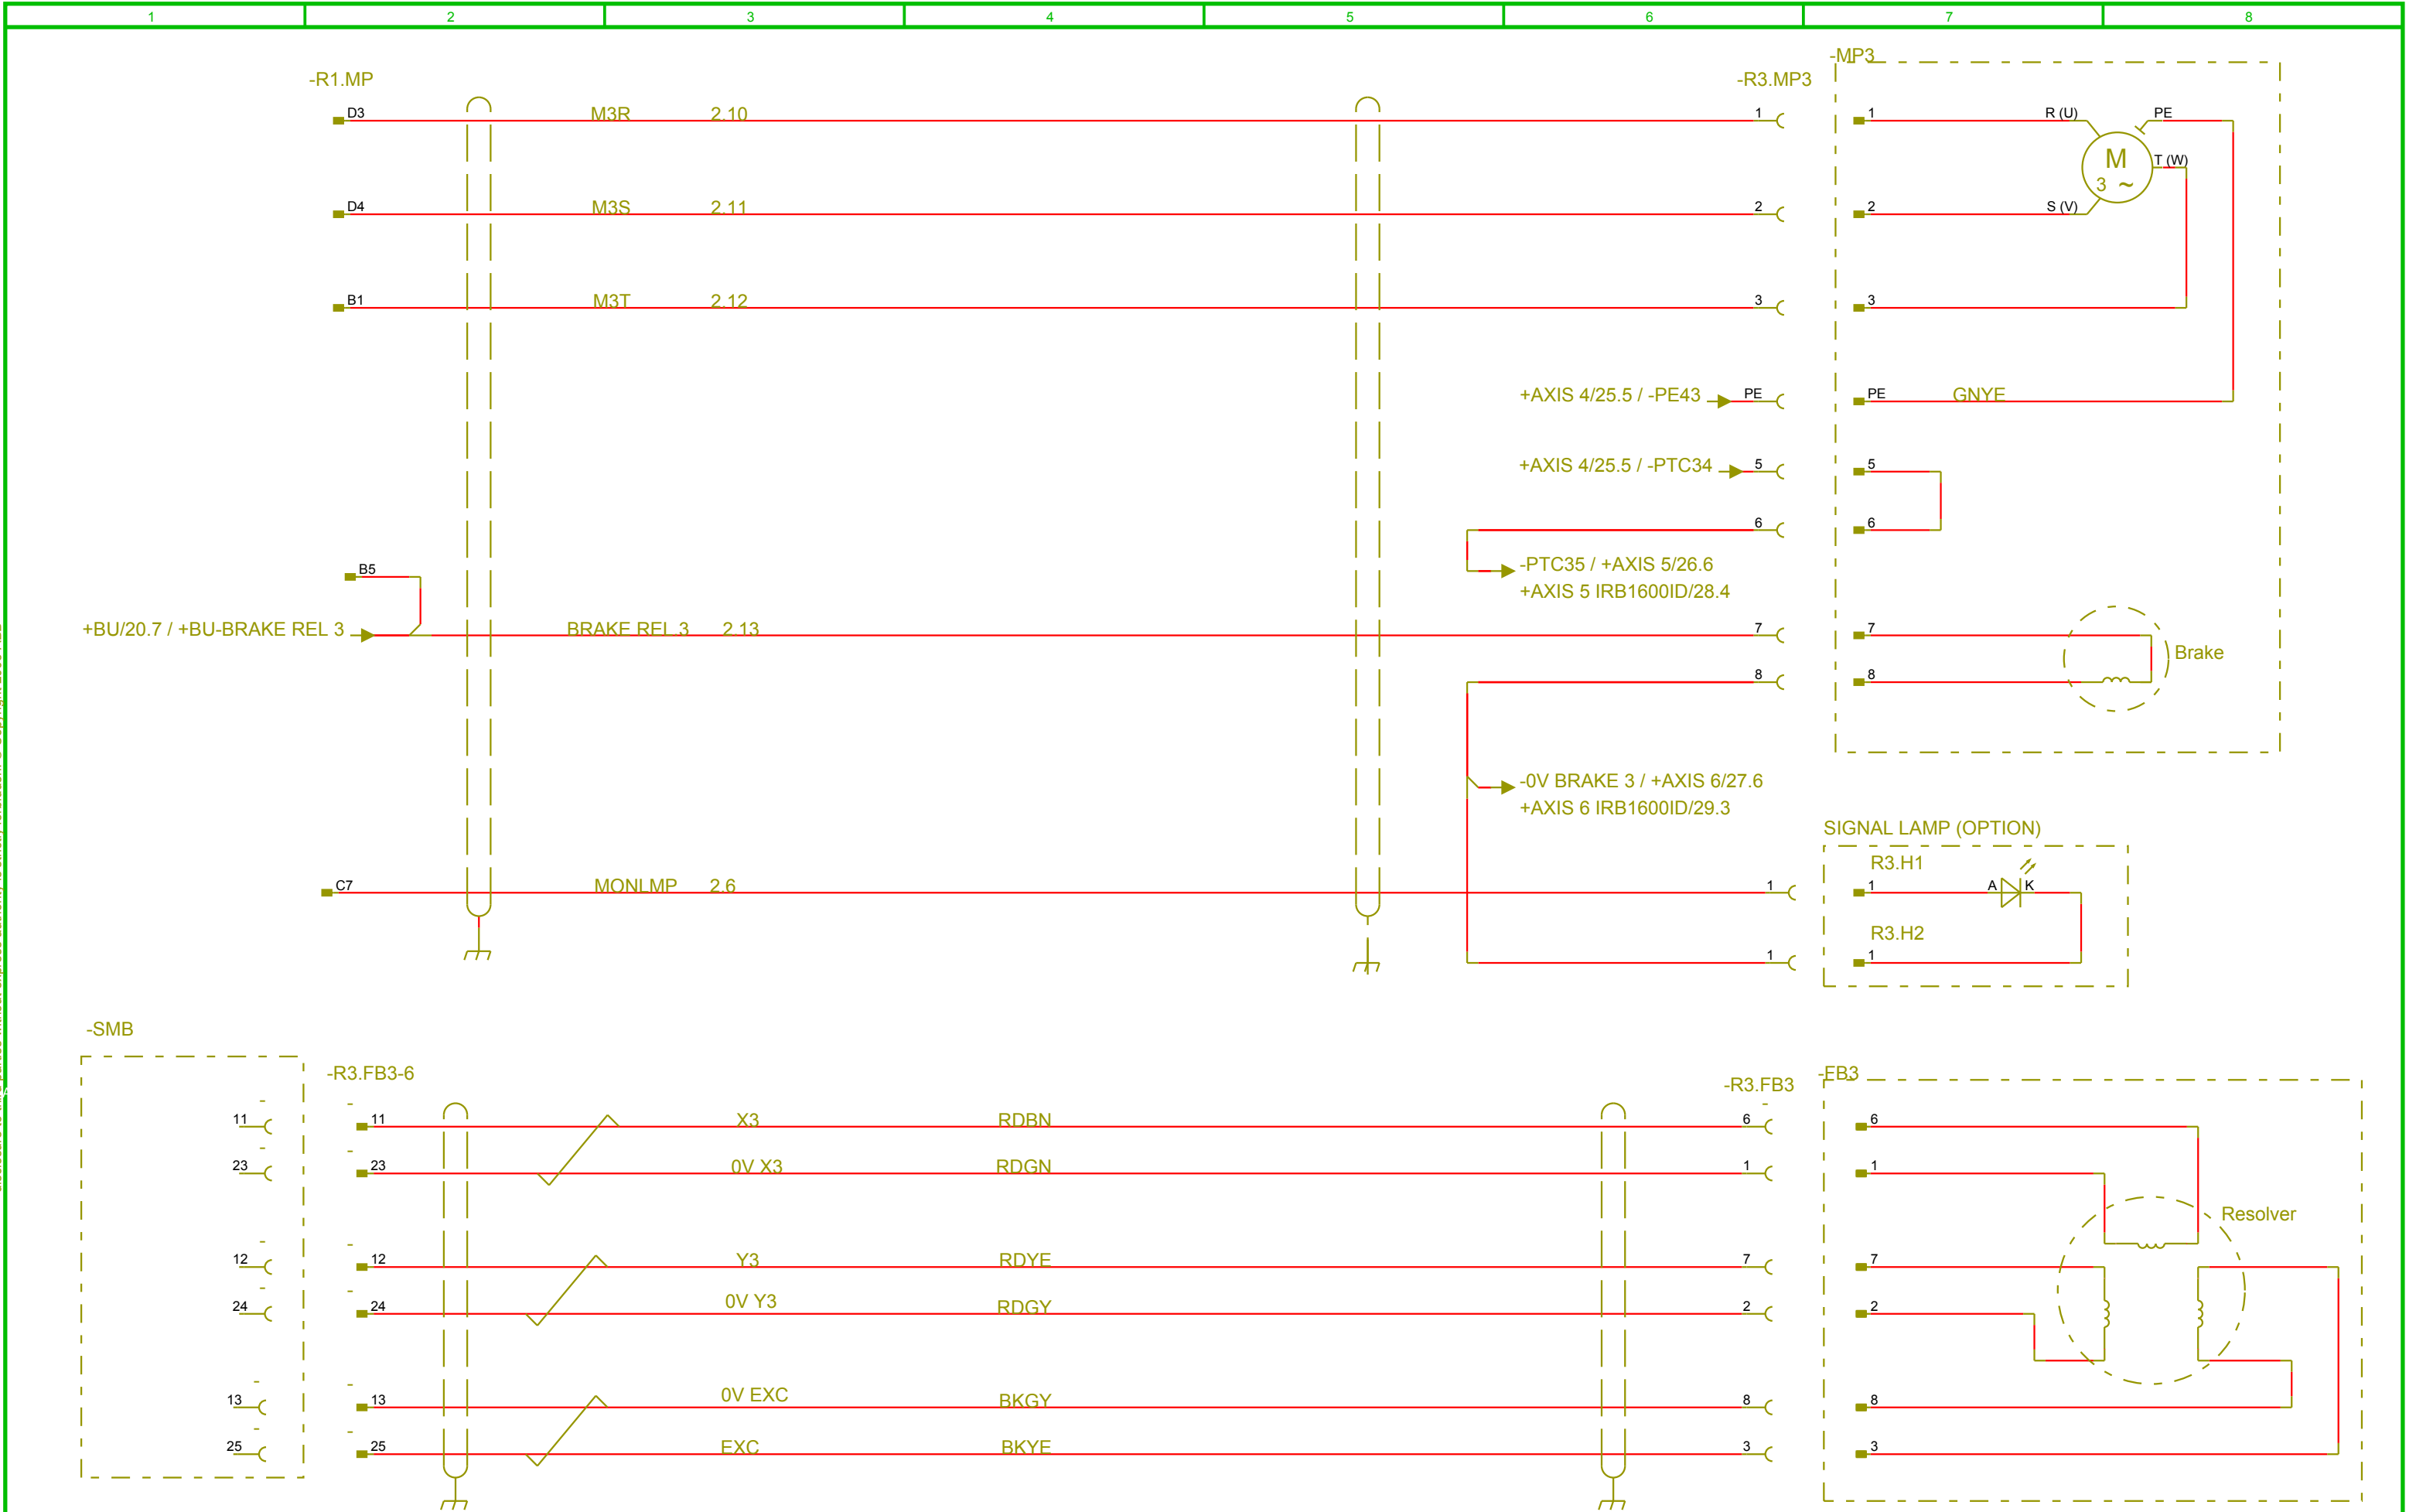 1 2 3 4 5 6 7 8
-R1.MP
-R3.MP3
-MP3
D3 M3R 2.10 1 1 R (U) PE
M
3 ~
T (W)
D4 M3S 2.11 2 2 S (V)
B1 M3T 2.12 3 3
+AXIS 4/25.5 / -PE43 PE PE GNYE
+AXIS 4/25.5 / -PTC34 5 5
6 6
-PTC35 / +AXIS 5/26.6
+AXIS 5 IRB1600ID/28.4
B5
+BU/20.7 / +BU-BRAKE REL 3 BRAKE REL.3 2.13 7 7
Brake
8 8
-0V BRAKE 3 / +AXIS 6/27.6
+AXIS 6 IRB1600ID/29.3
SIGNAL LAMP (OPTION)
R3.H1
C7 MONLMP 2.6 1 1 A K
R3.H2
1 1
-SMB
-R3.FB3-6
-R3.FB3
-FB3
11 11 X3 RDBN 6 6
23 23 0V X3 RDGN 1 1
Resolver
12 12 Y3 RDYE 7 7
24 24 0V Y3 RDGY 2 2
13 13 0V EXC BKGY 8 8
25 25 EXC BKYE 3 3